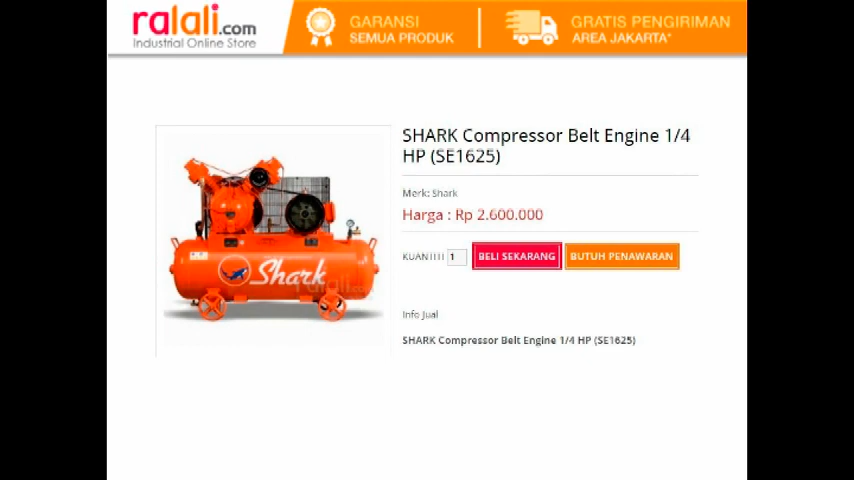 ralali.com
Industrial Online Store
GARANSI
SEMUA PRODUK
GRATIS PENGIRIMAN
AREA JAKARTA*
SHARK Compressor Belt Engine 1/4
HP (SE1625)
Merk: Shark
Harga : Rp 2.600.000
KUANTITI 1 BELI SEKARANG BUTUH PENAWARAN
Shark
ralali.com
Info Jual
SHARK Compressor Belt Engine 1/4 HP (SE1625)